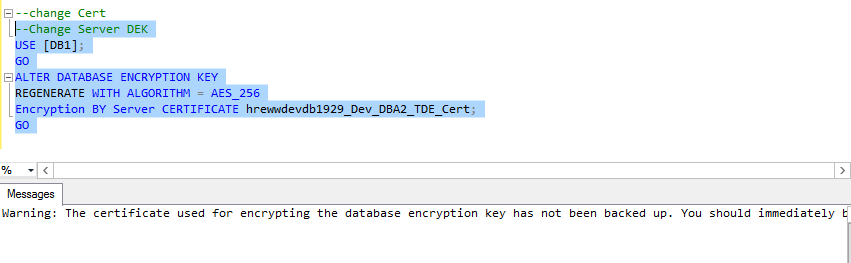 --change Cert
--Change Server DEK
USE [DB1];
GO
ALTER DATABASE ENCRYPTION KEY
REGENERATE WITH ALGORITHM = AES_256
Encryption BY Server CERTIFICATE hrewwdevdb1929_Dev_DBA2_TDE_Cert;
GO
%
Messages
Warning: The certificate used for encrypting the database encryption key has not been backed up. You should immediately b